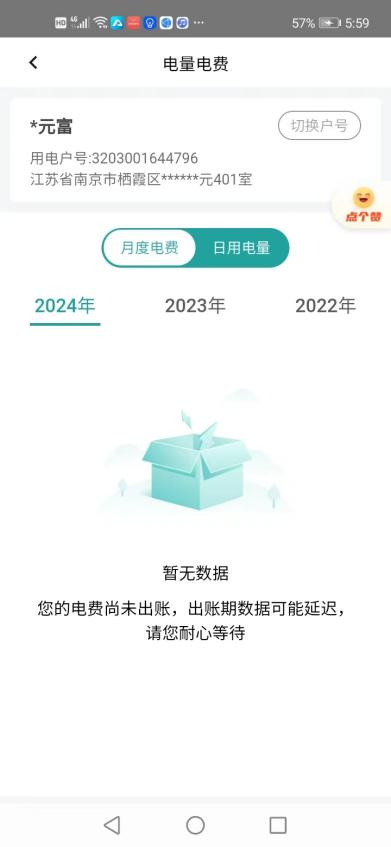 HD 4G 57% 5:59
电量电费
*元富 切换户号
用电户号:3203001644796
江苏省南京市栖霞区******元401室
点个赞
月度电费 日用电量
2024年 2023年 2022年
暂无数据
您的电费尚未出账，出账期数据可能延迟，
请您耐心等待